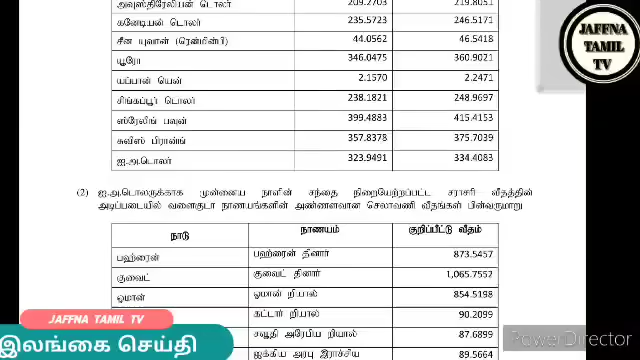 அவுஸ்திரேலியன் டொலர் 209.2703 219.8051
கனேடியன் டொலர் 235.5723 246.5171
சீன யுவான் (ரென்மின்பி) 44.0562 46.5418
யூரோ 346.0475 360.9021
யப்பான் யென் 2.1570 2.2471
சிங்கப்பூர் டொலர் 238.1821 248.9697
ஸ்ரேலிங் பவுன் 399.4883 415.4153
சுவிஸ் பிராங்ங் 357.8378 375.7039
ஐ.அ.டொலர் 323.9491 334.4083
(2) ஐ.அ.டொலருக்காக முன்னைய நாளின் சந்தை நிறையேற்றப்பட்ட சராசரி வீதத்தின்
அடிப்படையில் வளைகுடா நாணயங்களின் அண்ணளவான செலாவணி வீதங்கள் பின்வருமாறு
நாடு நாணயம் குறிப்பீட்டு வீதம்
பஹ்ரைன் பஹ்ரைன் தினார் 873.5457
குவைட் குவைட் தினார் 1,065.7552
ஓமான் ஓமான் றியால் 854.5198
கட்டார் றியால் 90.2099
சவூதி அரேபிய றியால் 87.6899
ஐக்கிய அரபு இராச்சிய 89.5664
JAFFNA
TAMIL
TV
JAFFNA TAMIL TV
இலங்கை செய்தி
PowerDirector